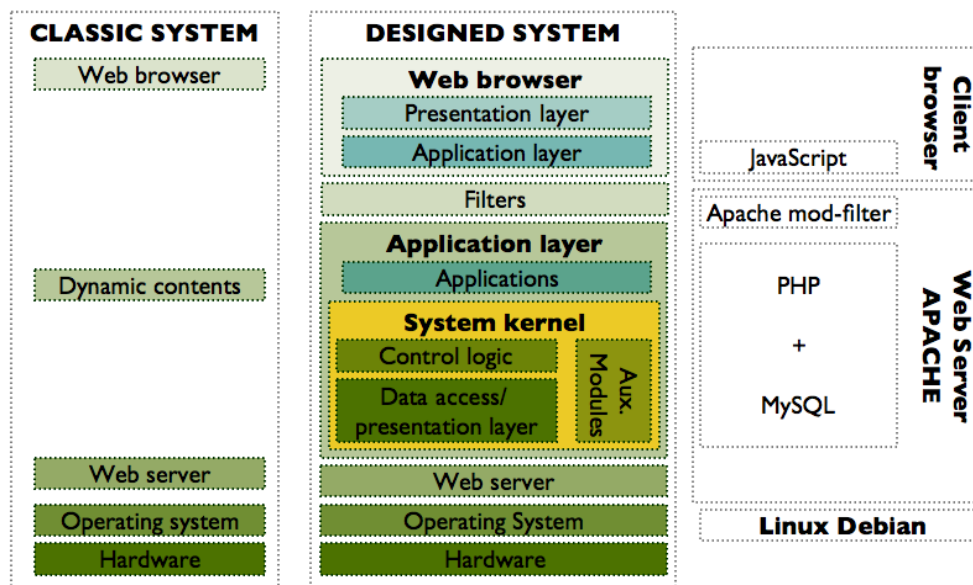 CLASSIC SYSTEM
Web browser
Dynamic contents
Web server
Operating system
Hardware
DESIGNED SYSTEM
Web browser
Presentation layer
Application layer
Filters
Application layer
Applications
System kernel
Control logic
Data access/
presentation layer
Aux.
Modules
Web server
Operating System
Hardware
Client
browser
JavaScript
Apache mod-filter
PHP
+
MySQL
Web Server
APACHE
Linux Debian